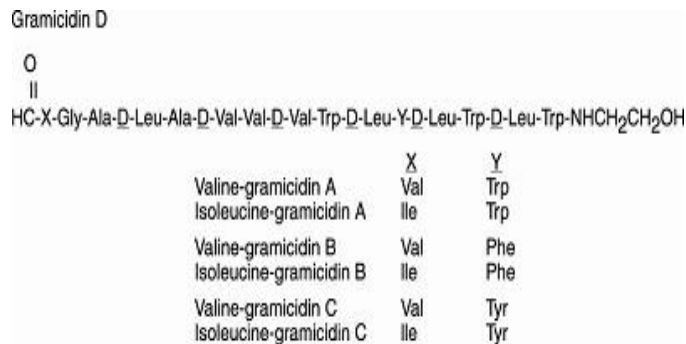 Gramicidin D
O
||
HC-X-Gly-Ala-D-Leu-Ala-D-Val-Val-D-Val-Trp-D-Leu-Y-D-Leu-Trp-D-Leu-Trp-NHCH₂CH₂OH
X Y
Valine-gramicidin A Val Trp
Isoleucine-gramicidin A Ile Trp
Valine-gramicidin B Val Phe
Isoleucine-gramicidin B Ile Phe
Valine-gramicidin C Val Tyr
Isoleucine-gramicidin C Ile Tyr